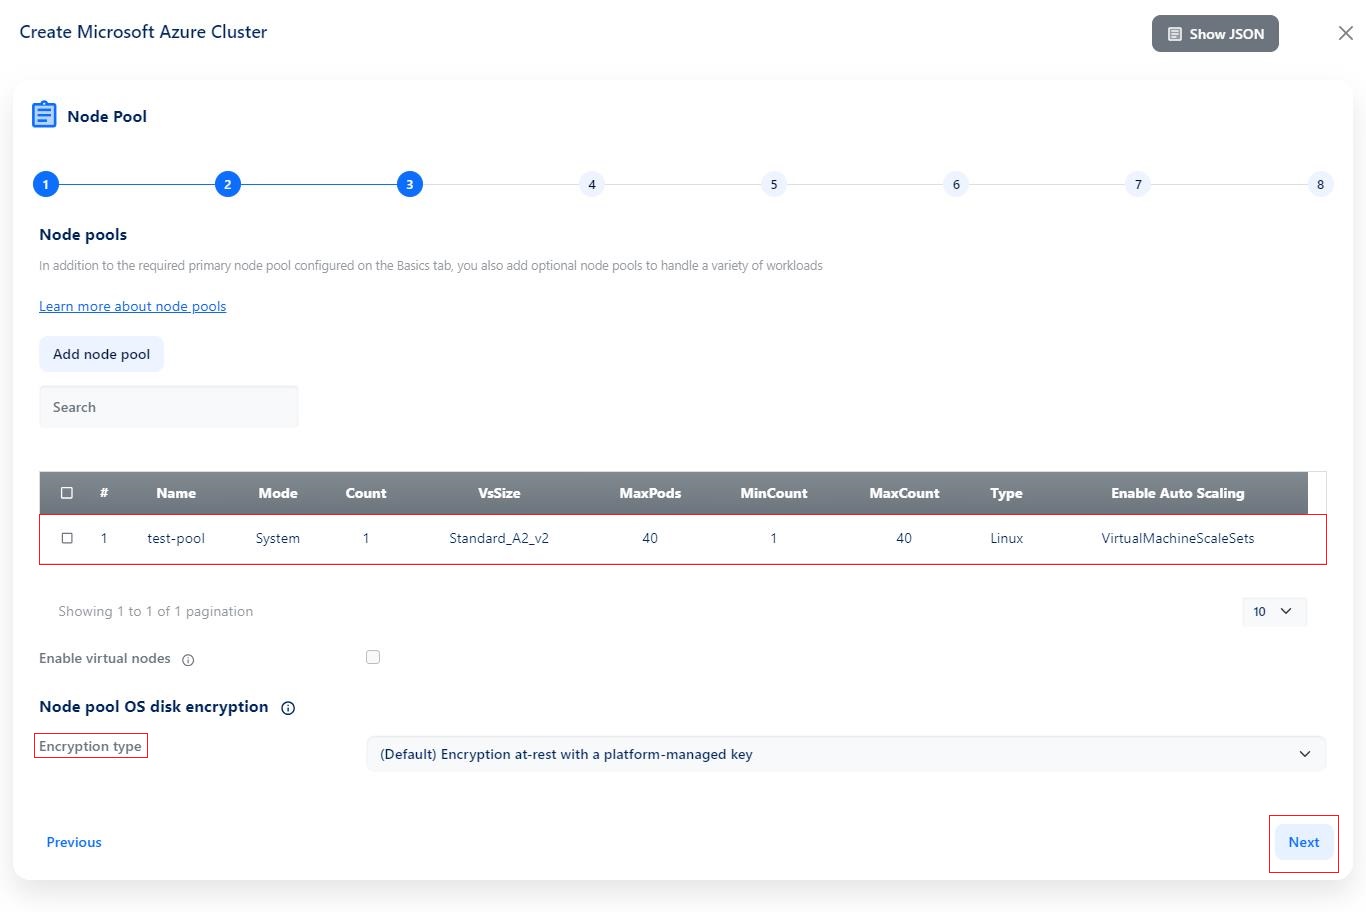 Create Microsoft Azure Cluster
Show JSON
Node Pool
1 2 3 4 5 6 7 8
Node pools
In addition to the required primary node pool configured on the Basics tab, you also add optional node pools to handle a variety of workloads
Learn more about node pools
Add node pool
Search
# Name Mode Count VsSize MaxPods MinCount MaxCount Type Enable Auto Scaling
1 test-pool System 1 Standard_A2_v2 40 1 40 Linux VirtualMachineScaleSets
Showing 1 to 1 of 1 pagination 10
Enable virtual nodes
Node pool OS disk encryption
Encryption type (Default) Encryption at-rest with a platform-managed key
Previous Next